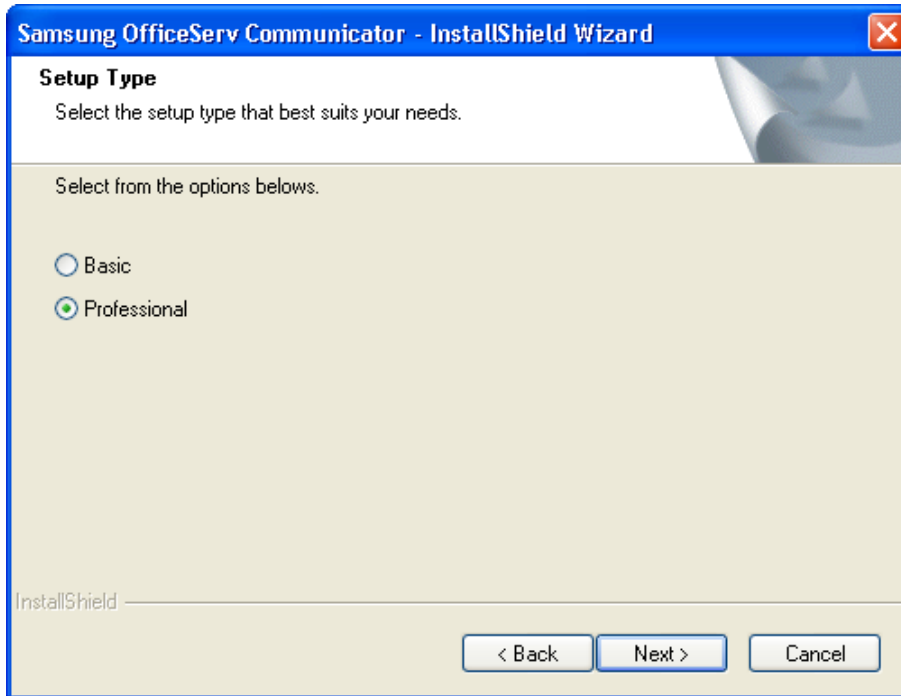 Samsung OfficeServ Communicator - InstallShield Wizard
Setup Type
Select the setup type that best suits your needs.
Select from the options belows.
Basic
Professional
InstallShield
< Back Next > Cancel